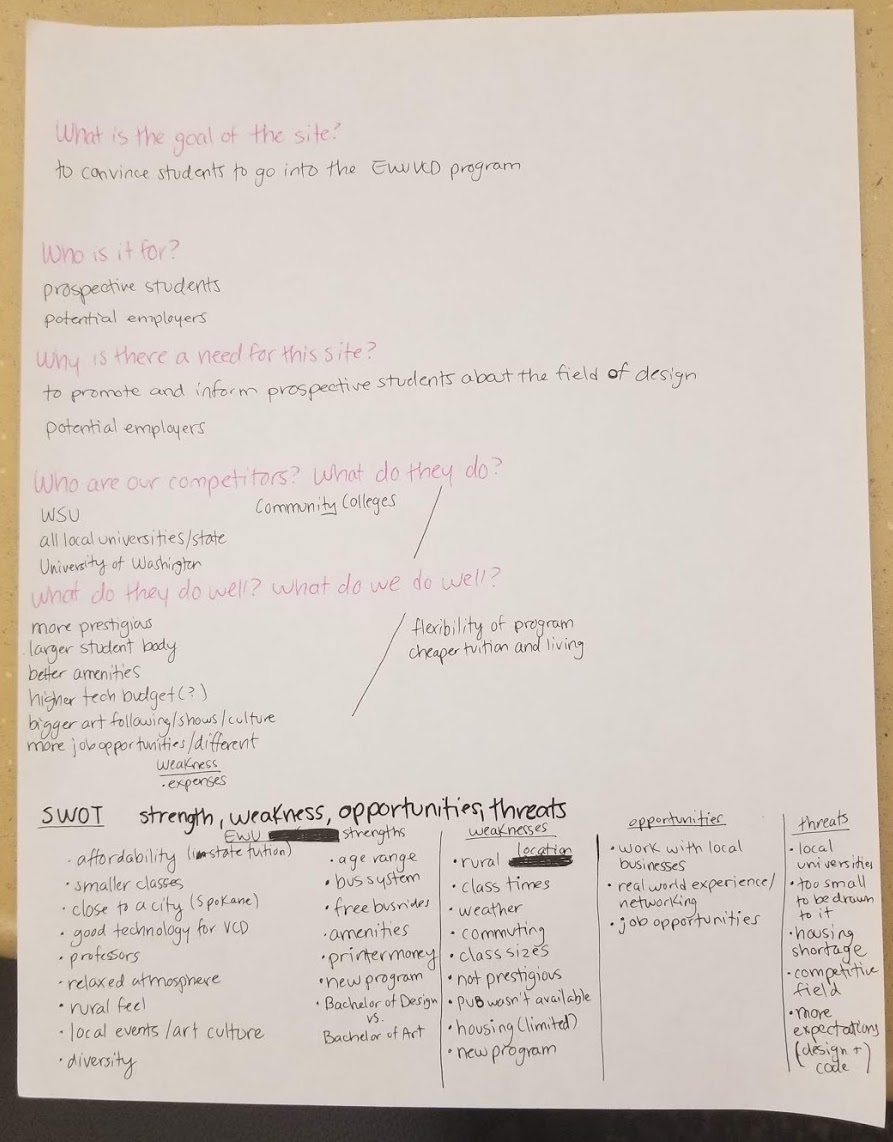 What is the goal of the site?
to convince students to go into the EWU VCD program
Who is it for?
prospective students
potential employers
Why is there a need for this site?
to promote and inform prospective students about the field of design
potential employers
Who are our competitors? What do they do?
WSU
Community Colleges
all local universities/state
University of Washington
What do they do well? What do we do well?
more prestigious
larger student body
better amenities
higher tech budget(?)
bigger art following/shows/culture
more job opportunities/different
weakness
• expenses
flexibility of program
cheaper tuition and living
SWOT strength, weakness, opportunities, threats
EWU strengths
• affordability (in state tuition)
• smaller classes
• close to a city (Spokane)
• good technology for VCD
• professors
• relaxed atmosphere
• rural feel
• local events/art culture
• diversity
• age range
• bus system
• free bus rides
• amenities
• printer money
• new program
• Bachelor of Design
vs.
Bachelor of Art
weaknesses
• rural location
• class times
• weather
• commuting
• class sizes
• not prestigious
• PUB wasn't available
• housing (limited)
• new program
opportunities
• work with local
businesses
• real world experience/
networking
• job opportunities
threats
• local
universities
• too small
to be drawn
to it
• housing
shortage
• competitive
field
• more
expectations
(design +)
code